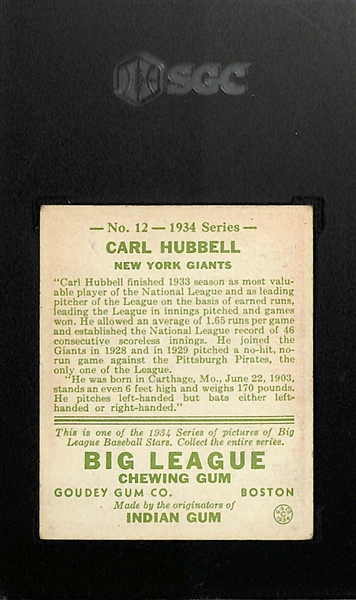 SGC
— No. 12 — 1934 Series —
CARL HUBBELL
NEW YORK GIANTS
"Carl Hubbell finished 1933 season as most valu-
able player of the National League and as leading
pitcher of the League on the basis of earned runs,
leading the League in innings pitched and games
won. He allowed an average of 1.65 runs per game
and established the National League record of 46
consecutive scoreless innings. He joined the
Giants in 1928 and in 1929 pitched a no-hit, no-
run game against the Pittsburgh Pirates, the
only one of the League."
"He was born in Carthage, Mo., June 22, 1903,
stands an even 6 feet high and weighs 170 pounds.
He pitches left-handed but bats either left-
handed or right-handed."
This is one of the 1934 Series of pictures of Big
League Baseball Stars. Collect the entire series.
BIG LEAGUE
CHEWING GUM
GOUDEY GUM CO. BOSTON
Made by the originators of
INDIAN GUM